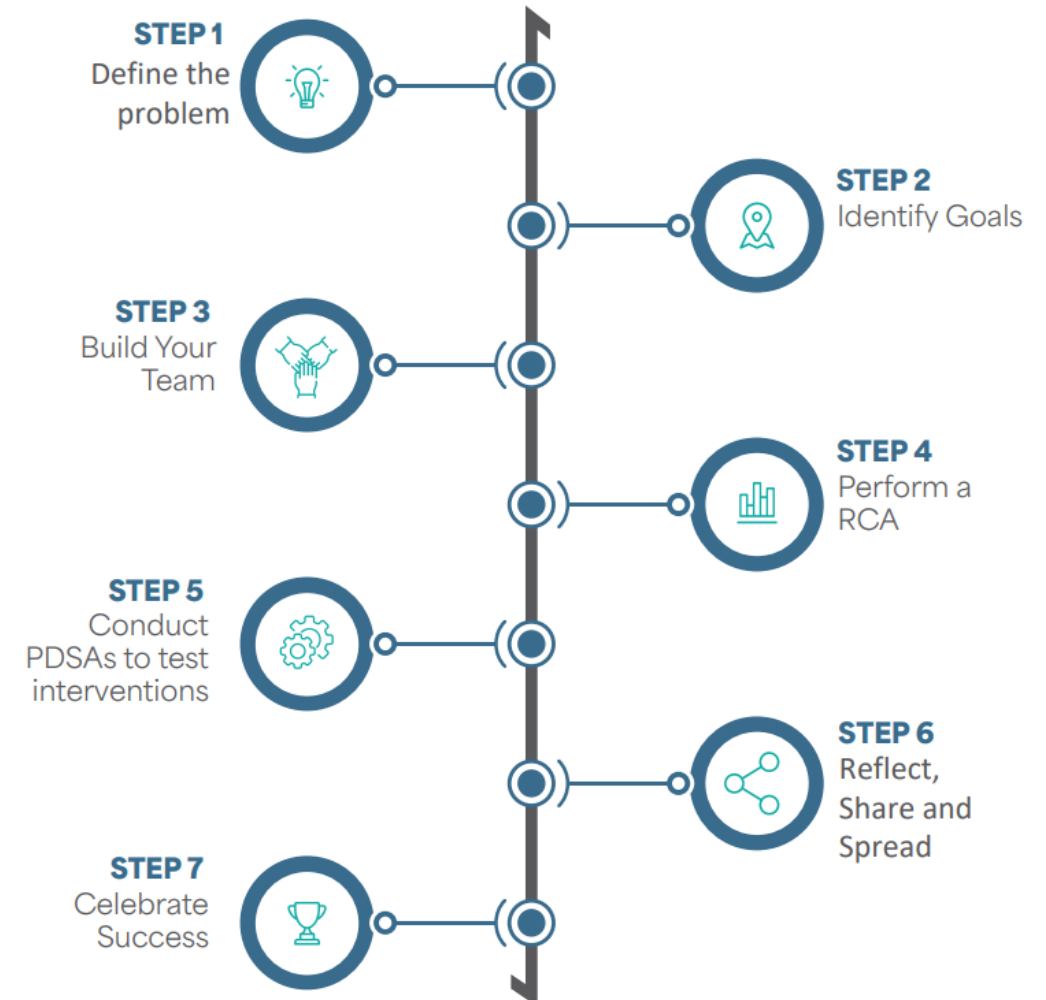 STEP 1
Define the
problem
STEP 2
Identify Goals
STEP 3
Build Your
Team
STEP 4
Perform a
RCA
STEP 5
Conduct
PDSAs to test
interventions
STEP 6
Reflect,
Share and
Spread
STEP 7
Celebrate
Success